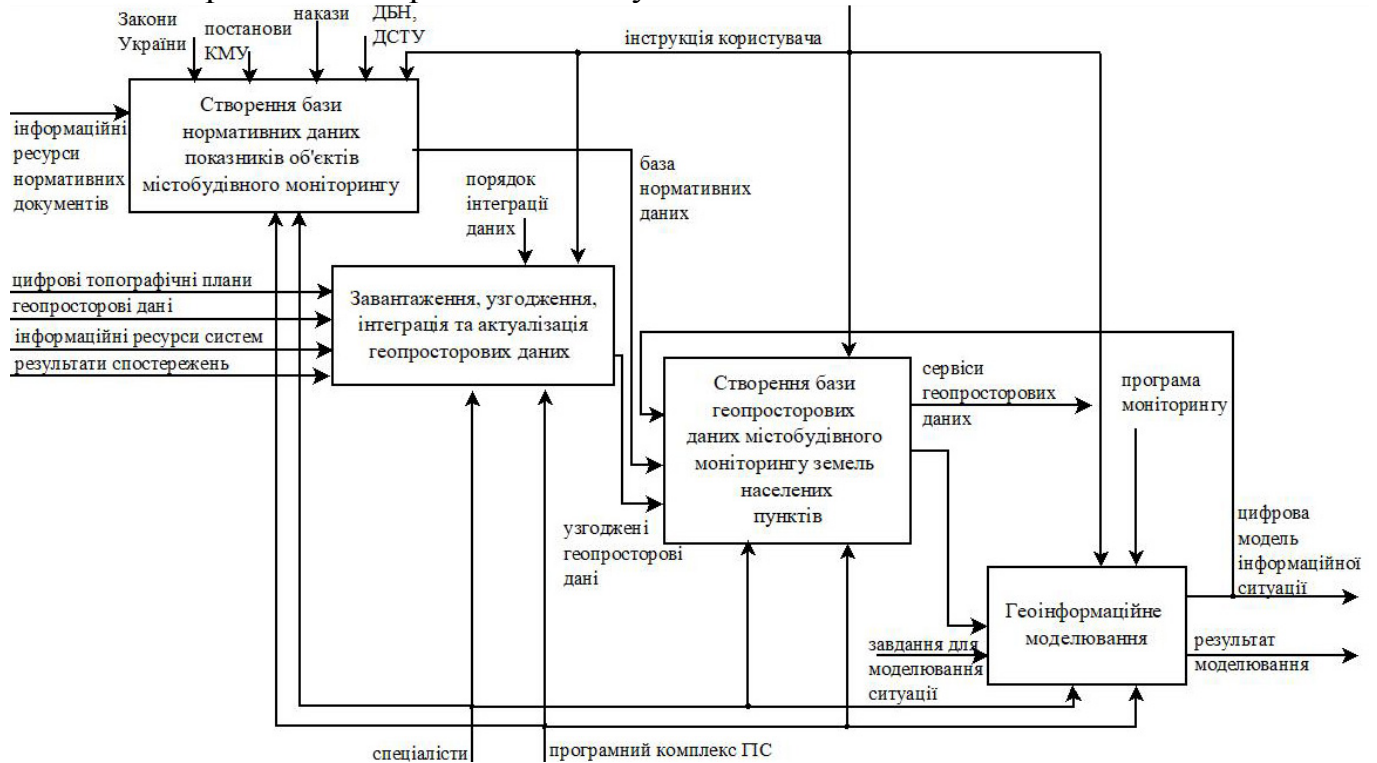 Закони
України
постанови
КМУ
накази
ДБН,
ДСТУ
інструкція користувача
Створення бази
нормативних даних
показників об'єктів
містобудівного моніторингу
інформаційні
ресурси
нормативних
документів
база
нормативних
даних
порядок
інтеграції
даних
цифрові топографічні плани
геопросторові дані
інформаційні ресурси систем
результати спостережень
Завантаження, узгодження,
інтеграція та актуалізація
геопросторових даних
Створення бази
геопросторових
даних містобудівного
моніторингу земель
населених
пунктів
сервіси
геопросторових
даних
програма
моніторингу
узгоджені
геопросторові
дані
цифрова
модель
інформаційної
ситуації
Геоінформаційне
моделювання
завдання для
моделювання
ситуації
результат
моделювання
спеціалісти
програмний комплекс ГІС